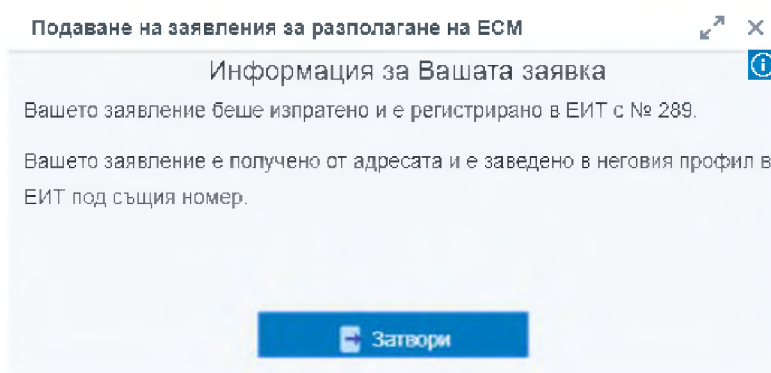 Подаване на заявления за разполагане на ЕСМ
Информация за Вашата заявка
Вашето заявление беше изпратено и е регистрирано в ЕИТ с № 289.
Вашето заявление е получено от адресата и е заведено в неговия профил в
ЕИТ под същия номер.
Затвори